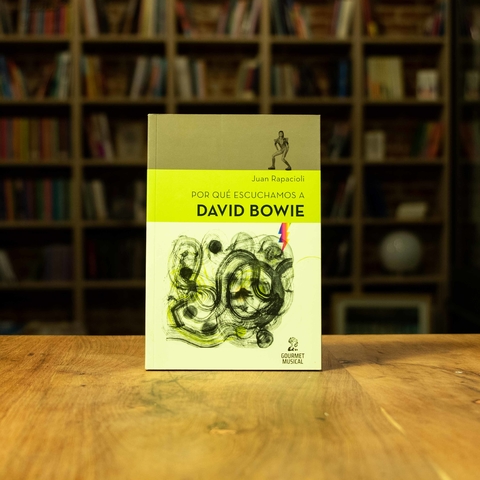 Juan Rapacioli
POR QUÉ ESCUCHAMOS A
DAVID BOWIE
GOURMET
MUSICAL